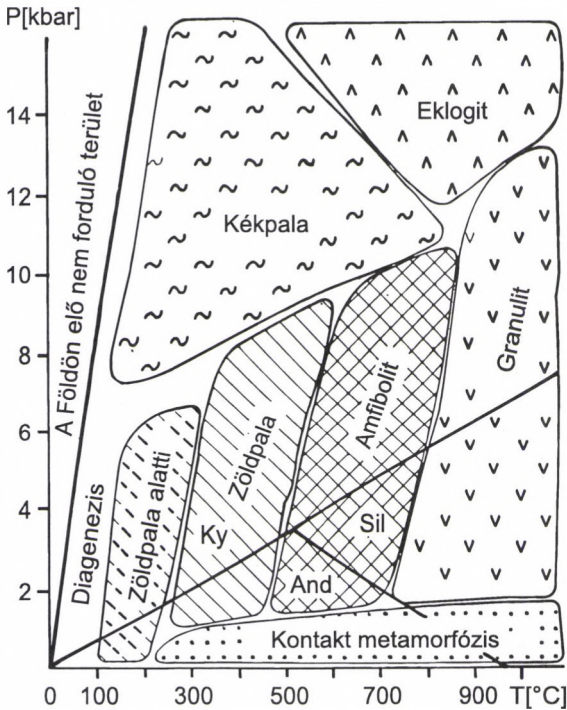 P[kbar]
14
12
10
8
6
4
2
A Földön elő nem forduló terület
Kékpala
Eklogit
Granulit
Amfibolit
Zöldpala
Zöldpala alatti
Diagenezis
Ky
Sil
And
Kontakt metamorfózis
0 100 300 500 700 900 T[°C]